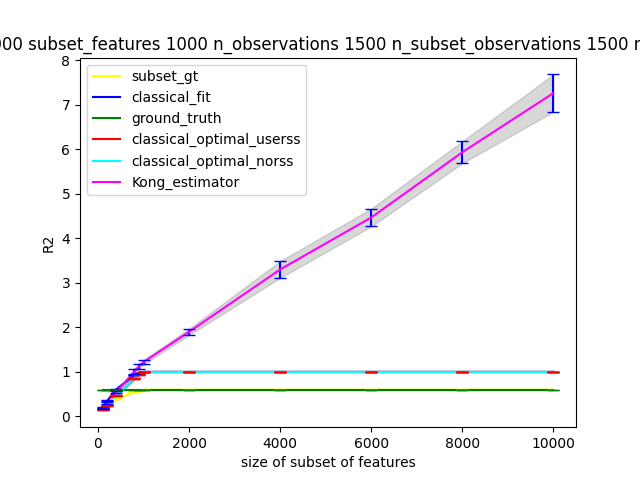 00 subset_features 1000 n_observations 1500 n_subset_observations 1500 n
8
7
6
5
4
3
2
1
0
R2
subset_gt
classical_fit
ground_truth
classical_optimal_userss
classical_optimal_norss
Kong_estimator
0 2000 4000 6000 8000 10000
size of subset of features